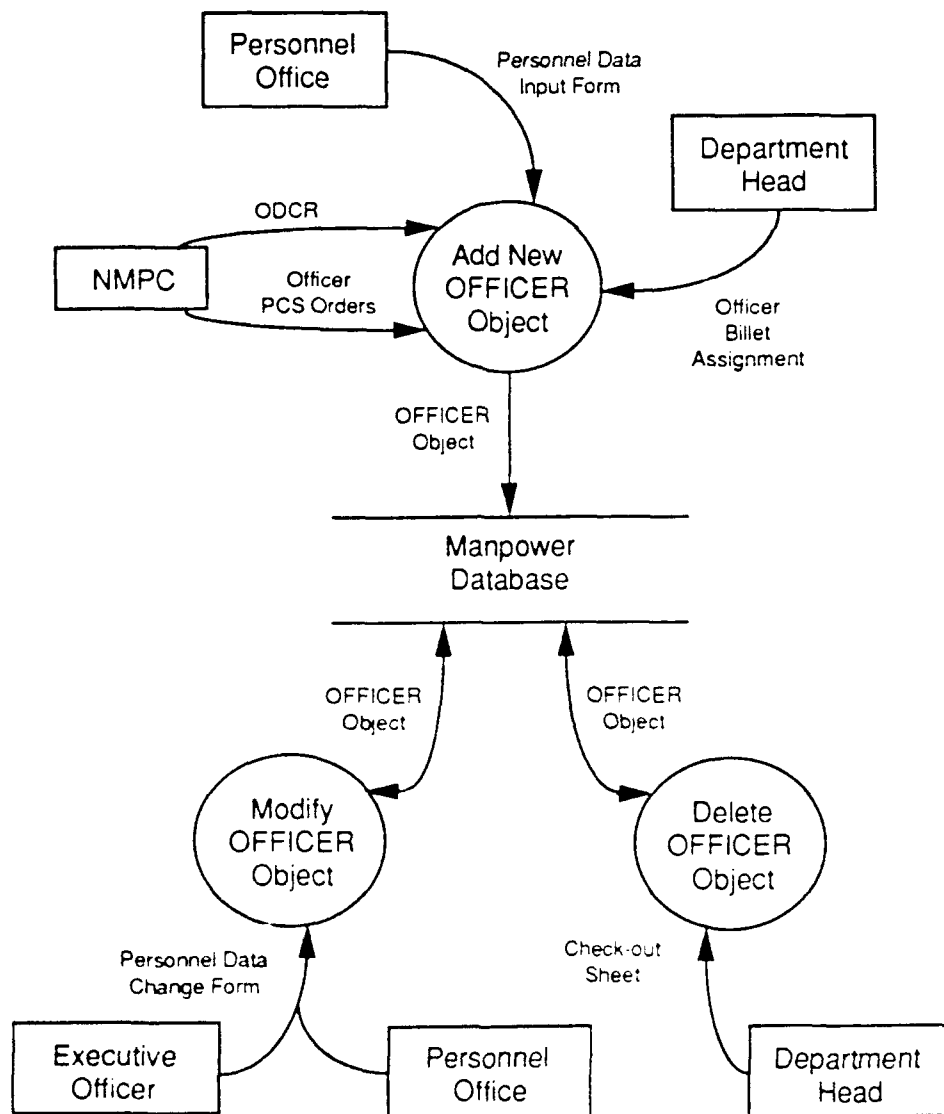 Personnel
Office
Personnel Data
Input Form
Department
Head
ODCR
NMPC
Officer
PCS Orders
Add New
OFFICER
Object
Officer
Billet
Assignment
OFFICER
Object
Manpower
Database
OFFICER
Object
OFFICER
Object
Modify
OFFICER
Object
Delete
OFFICER
Object
Personnel Data
Change Form
Check-out
Sheet
Executive
Officer
Personnel
Office
Department
Head